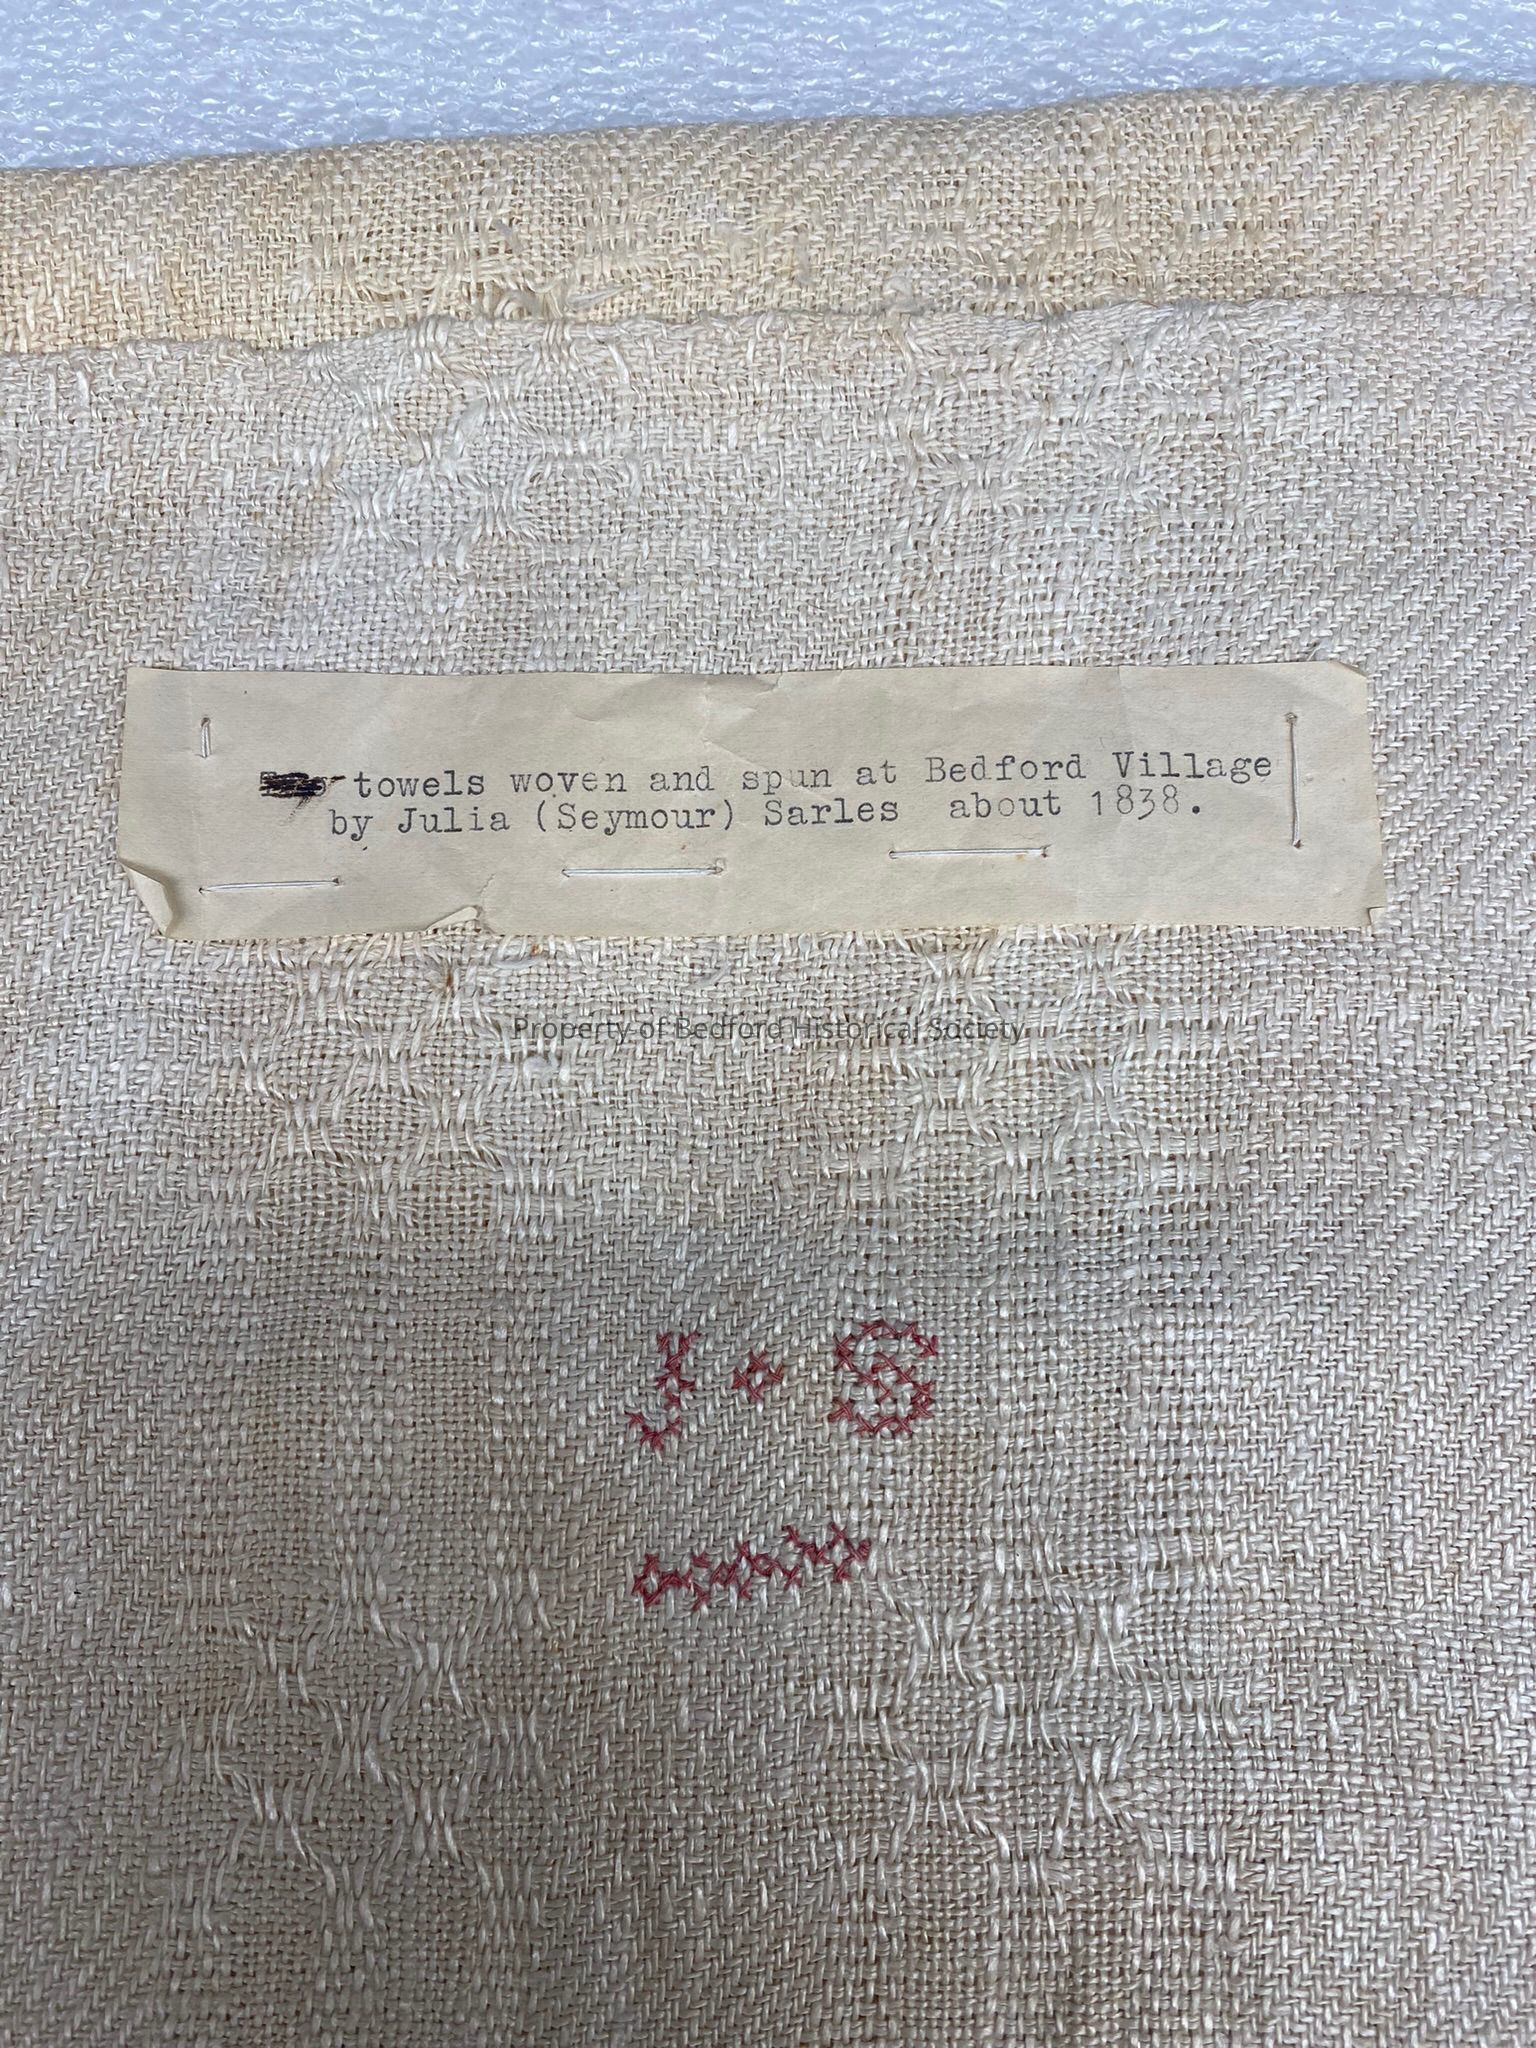 towels woven and spun at Bedford Village
by Julia (Seymour) Sarles about 1838.
Property of Bedford Historical Society
J · S